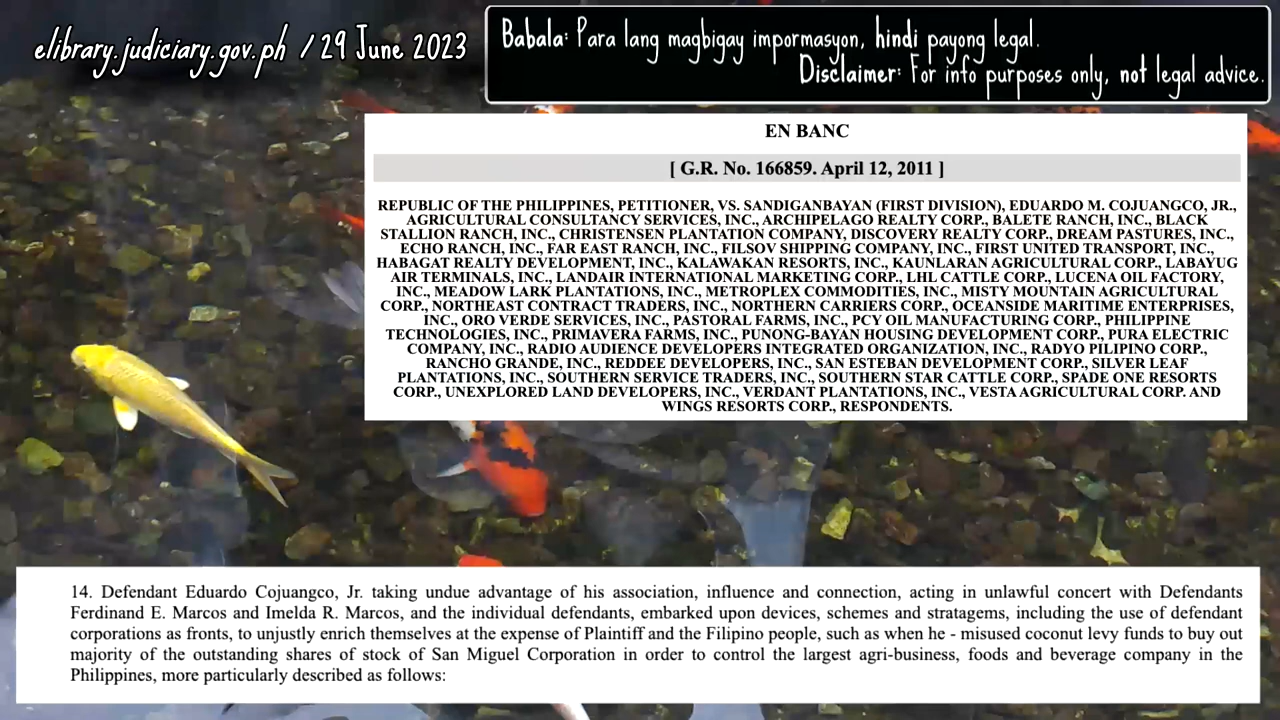 elibrary.judiciary.gov.ph / 29 June 2023
Babala: Para lang magbigay impormasyon, hindi payong legal.
Disclaimer: For info purposes only, not legal advice.
EN BANC
[ G.R. No. 166859. April 12, 2011 ]
REPUBLIC OF THE PHILIPPINES, PETITIONER, VS. SANDIGANBAYAN (FIRST DIVISION), EDUARDO M. COJUANGCO, JR.,
AGRICULTURAL CONSULTANCY SERVICES, INC., ARCHIPELAGO REALTY CORP., BALETE RANCH, INC., BLACK
STALLION RANCH, INC., CHRISTENSEN PLANTATION COMPANY, DISCOVERY REALTY CORP., DREAM PASTURES, INC.,
ECHO RANCH, INC., FAR EAST RANCH, INC., FILSOV SHIPPING COMPANY, INC., FIRST UNITED TRANSPORT, INC.,
HABAGAT REALTY DEVELOPMENT, INC., KALAWAKAN RESORTS, INC., KAUNLARAN AGRICULTURAL CORP., LABAYUG
AIR TERMINALS, INC., LANDAIR INTERNATIONAL MARKETING CORP., LHL CATTLE CORP., LUCENA OIL FACTORY,
INC., MEADOW LARK PLANTATIONS, INC., METROPLEX COMMODITIES, INC., MISTY MOUNTAIN AGRICULTURAL
CORP., NORTHEAST CONTRACT TRADERS, INC., NORTHERN CARRIERS CORP., OCEANSIDE MARITIME ENTERPRISES,
INC., ORO VERDE SERVICES, INC., PASTORAL FARMS, INC., PCY OIL MANUFACTURING CORP., PHILIPPINE
TECHNOLOGIES, INC., PRIMAVERA FARMS, INC., PUNONG-BAYAN HOUSING DEVELOPMENT CORP., PURA ELECTRIC
COMPANY, INC., RADIO AUDIENCE DEVELOPERS INTEGRATED ORGANIZATION, INC., RADYO PILIPINO CORP.,
RANCHO GRANDE, INC., REDDEE DEVELOPERS, INC., SAN ESTEBAN DEVELOPMENT CORP., SILVER LEAF
PLANTATIONS, INC., SOUTHERN SERVICE TRADERS, INC., SOUTHERN STAR CATTLE CORP., SPADE ONE RESORTS
CORP., UNEXPLORED LAND DEVELOPERS, INC., VERDANT PLANTATIONS, INC., VESTA AGRICULTURAL CORP. AND
WINGS RESORTS CORP., RESPONDENTS.
14. Defendant Eduardo Cojuangco, Jr. taking undue advantage of his association, influence and connection, acting in unlawful concert with Defendants
Ferdinand E. Marcos and Imelda R. Marcos, and the individual defendants, embarked upon devices, schemes and stratagems, including the use of defendant
corporations as fronts, to unjustly enrich themselves at the expense of Plaintiff and the Filipino people, such as when he - misused coconut levy funds to buy out
majority of the outstanding shares of stock of San Miguel Corporation in order to control the largest agri-business, foods and beverage company in the
Philippines, more particularly described as follows: